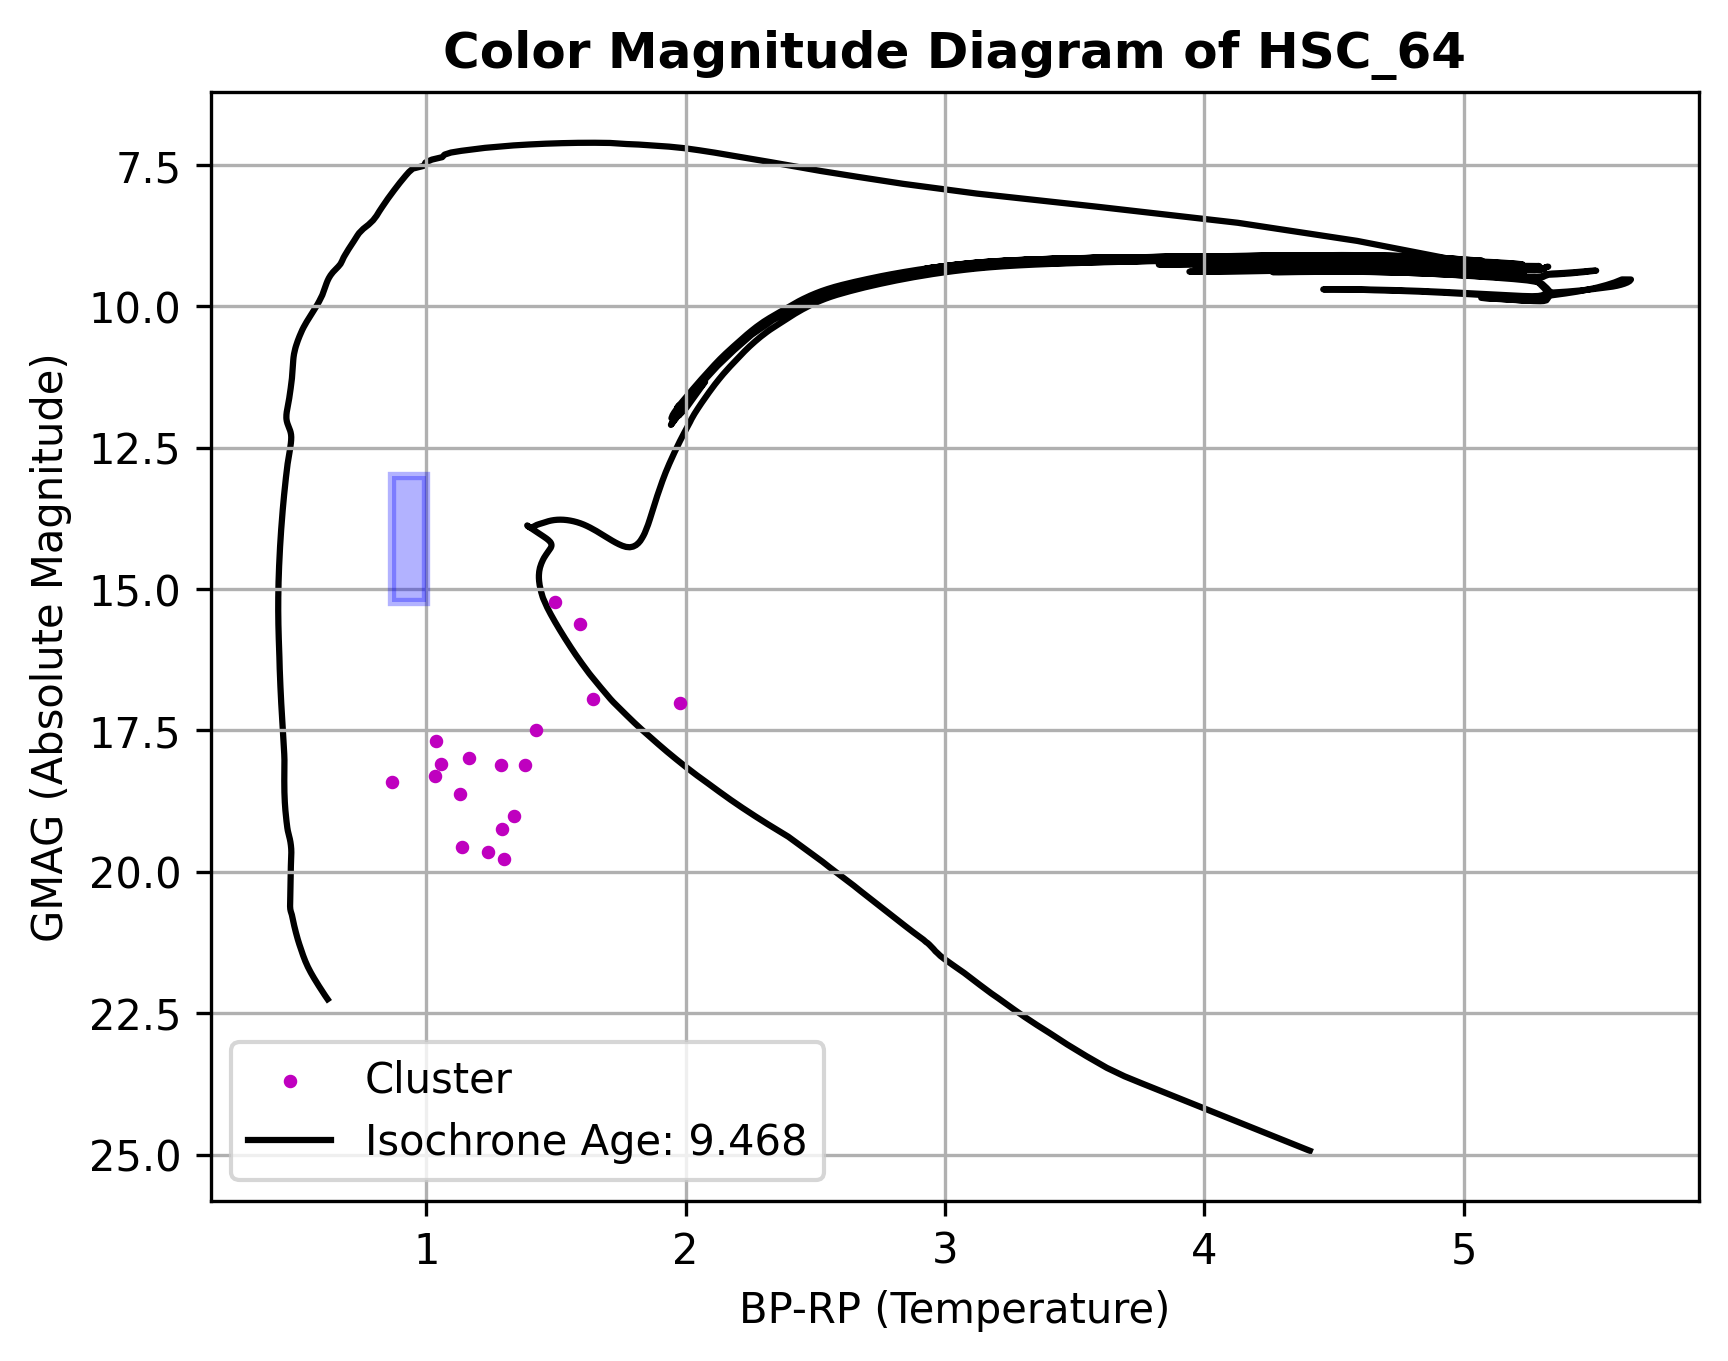 Color Magnitude Diagram of HSC_64
GMAG (Absolute Magnitude)
7.5
10.0
12.5
15.0
17.5
20.0
22.5
25.0
Cluster
Isochrone Age: 9.468
1 2 3 4 5
BP-RP (Temperature)